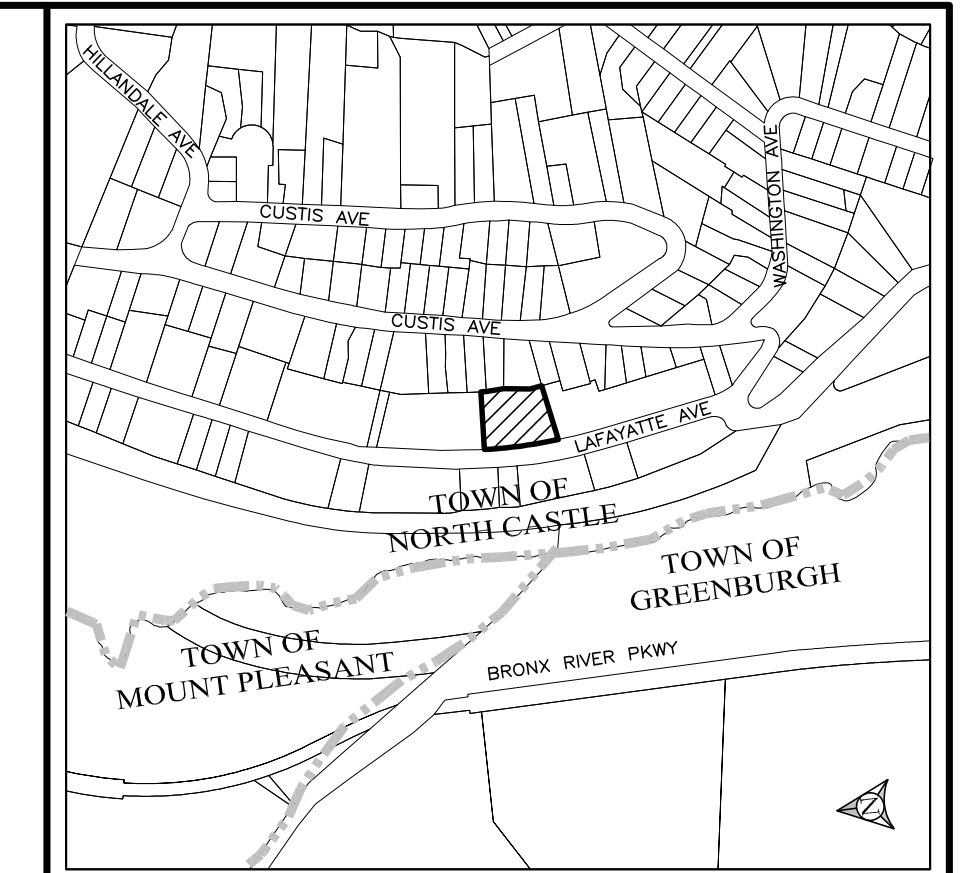 HILLANDALE AVE
WASHINGTON AVE
CUSTIS AVE
CUSTIS AVE
LAFAYATTE AVE
TOWN OF
NORTH CASTLE
TOWN OF
GREENBURGH
TOWN OF
MOUNT PLEASANT
BRONX RIVER PKWY
N